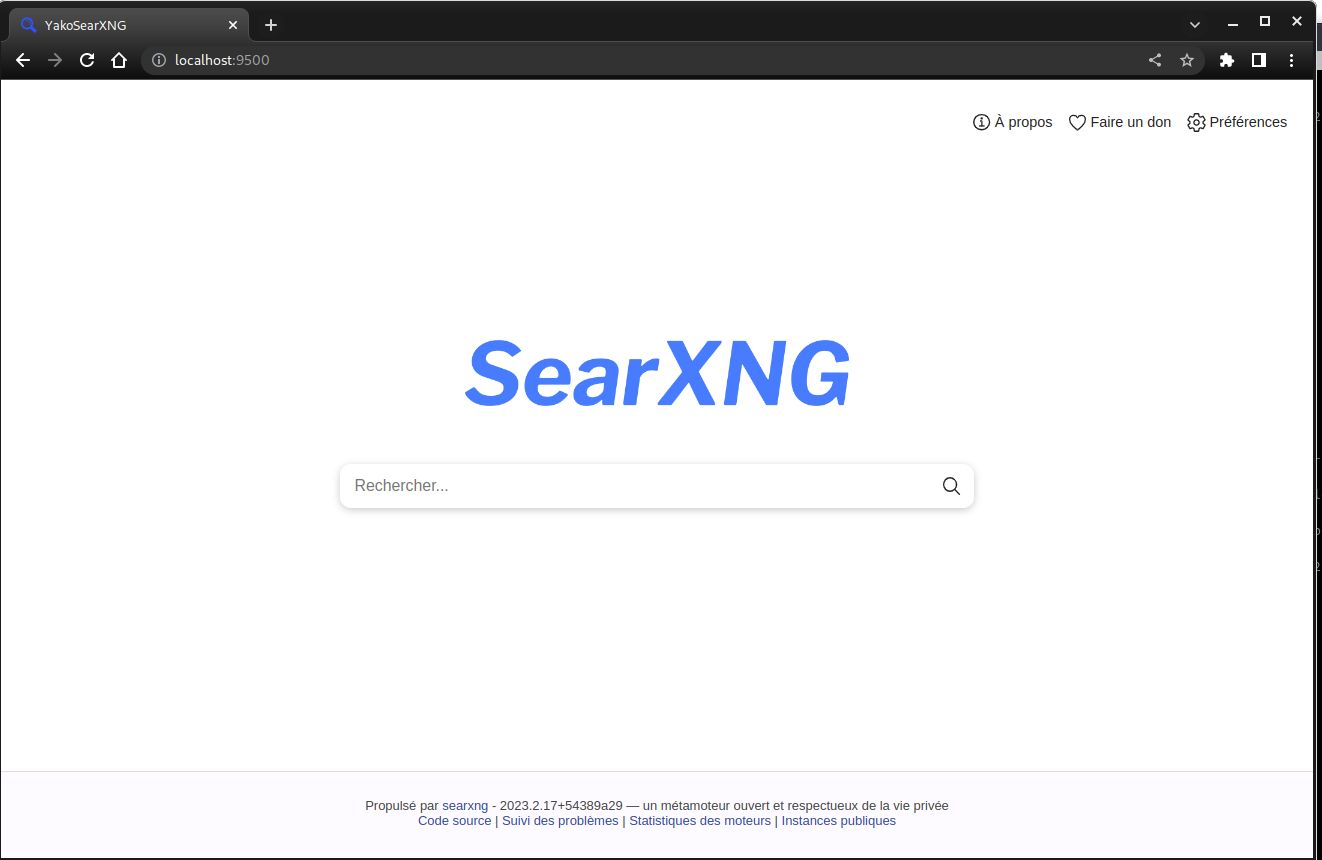 YakoSearXNG
localhost:9500
À propos Faire un don Préférences
SearXNG
Rechercher...
Propulsé par searxng - 2023.2.17+54389a29 — un métamoteur ouvert et respectueux de la vie privée
Code source | Suivi des problèmes | Statistiques des moteurs | Instances publiques